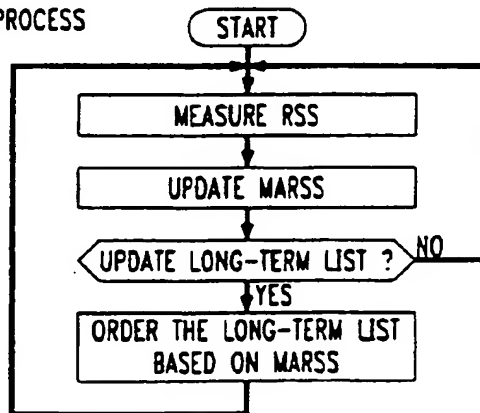 PROCESS
START
MEASURE RSS
UPDATE MARSS
UPDATE LONG-TERM LIST ?
NO
YES
ORDER THE LONG-TERM LIST
BASED ON MARSS